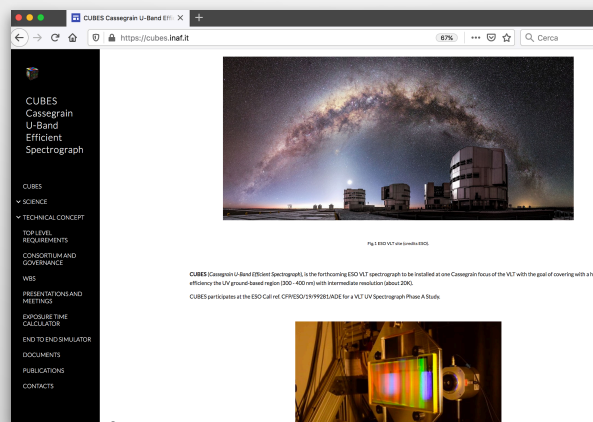 CUBES Cassegrain U-Band Effi
https://cubes.inaf.it
67%
Cerca
CUBES
Cassegrain
U-Band
Efficient
Spectrograph
CUBES
SCIENCE
TECHNICAL CONCEPT
TOP LEVEL
REQUIREMENTS
CONSORTIUM AND
GOVERNANCE
WBS
PRESENTATIONS AND
MEETINGS
EXPOSURE TIME
CALCULATOR
END TO END SIMULATOR
DOCUMENTS
PUBLICATIONS
CONTACTS
Fig.1 ESO VLT site (credits ESO).
CUBES (Cassegrain U-Band Efficient Spectrograph), is the forthcoming ESO VLT spectrograph to be installed at one Cassegrain focus of the VLT with the goal of covering with a h
efficiency the UV ground-based region (300 - 400 nm) with intermediate resolution (about 20K).
CUBES participates at the ESO Call ref. CFP/ESO/19/99281/ADE for a VLT UV Spectrograph Phase A Study.